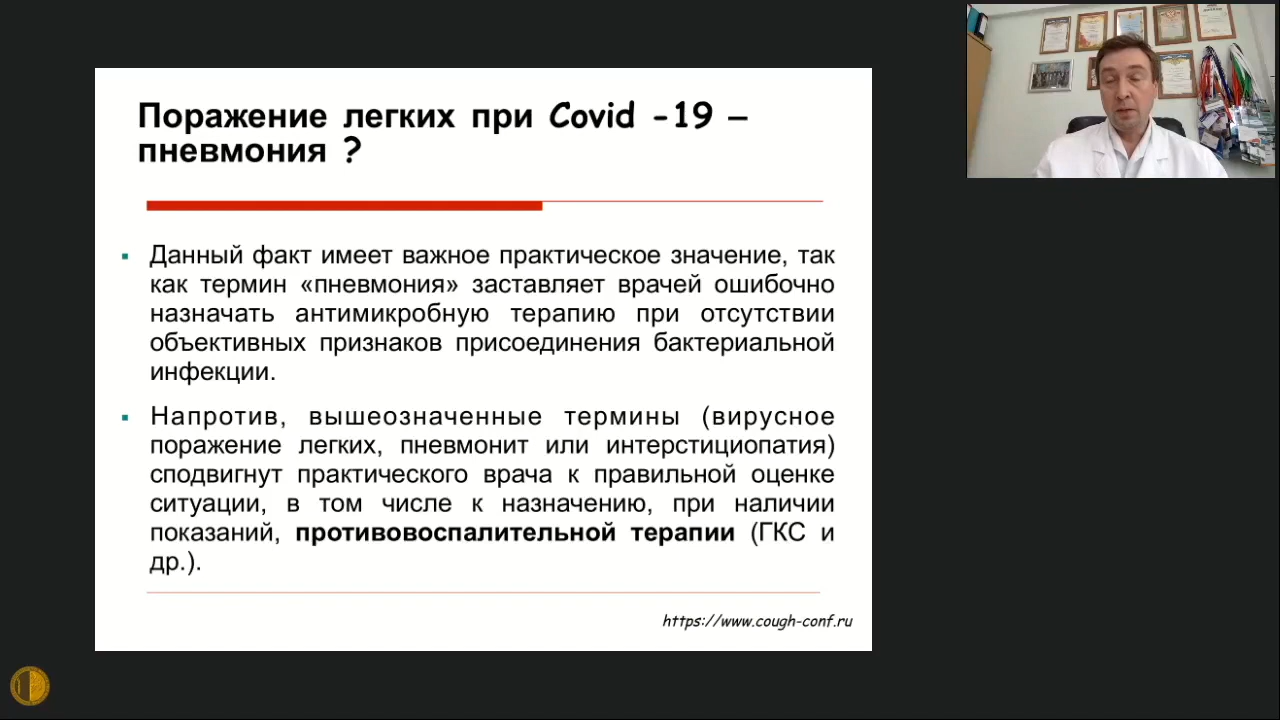 Поражение легких при Covid -19 –
пневмония ?
Данный факт имеет важное практическое значение, так
как термин «пневмония» заставляет врачей ошибочно
назначать антимикробную терапию при отсутствии
объективных признаков присоединения бактериальной
инфекции.
Напротив, вышеозначенные термины (вирусное
поражение легких, пневмонит или интерстициопатия)
сподвигнут практического врача к правильной оценке
ситуации, в том числе к назначению, при наличии
показаний, противовоспалительной терапии (ГКС и
др.).
https://www.cough-conf.ru